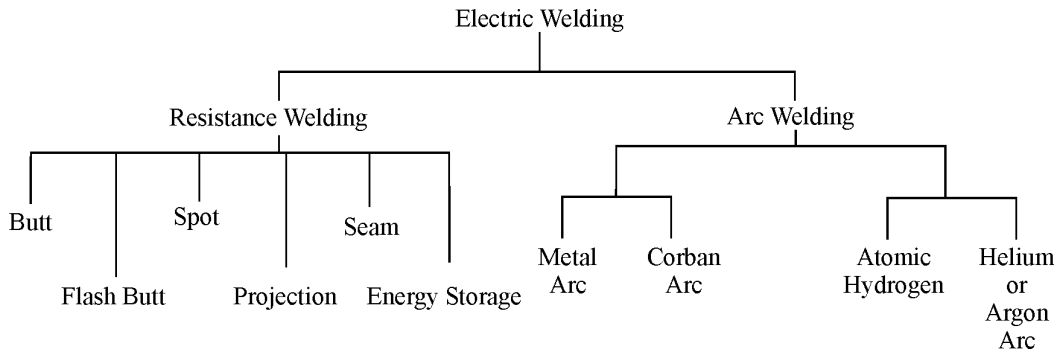 Electric Welding
Resistance Welding
Arc Welding
Butt
Flash Butt
Spot
Projection
Seam
Energy Storage
Metal
Arc
Corban
Arc
Atomic
Hydrogen
Helium
or
Argon
Arc